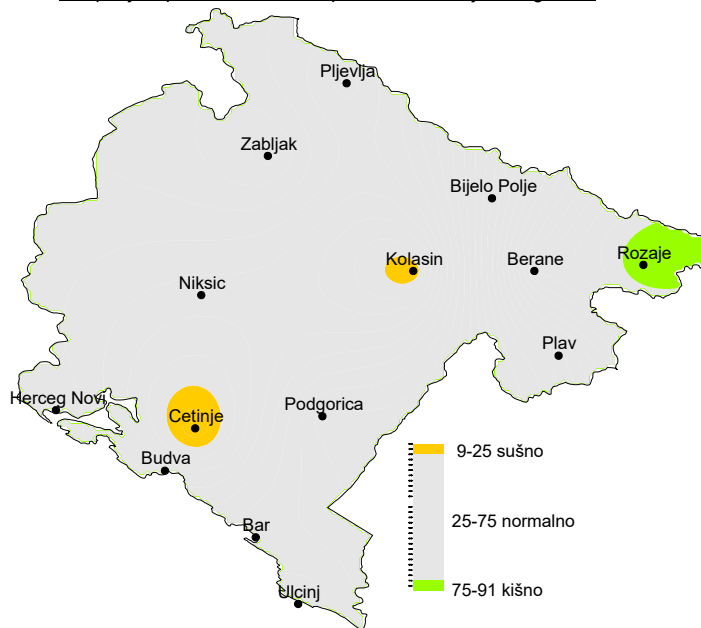 Pljevlja
Zabljak
Bijelo Polje
Rozaje
Kolasin
Berane
Niksic
Plav
Herceg Novi
Podgorica
Cetinje
Budva
9-25 sušno
25-75 normalno
Bar
75-91 kišno
Ulcinj